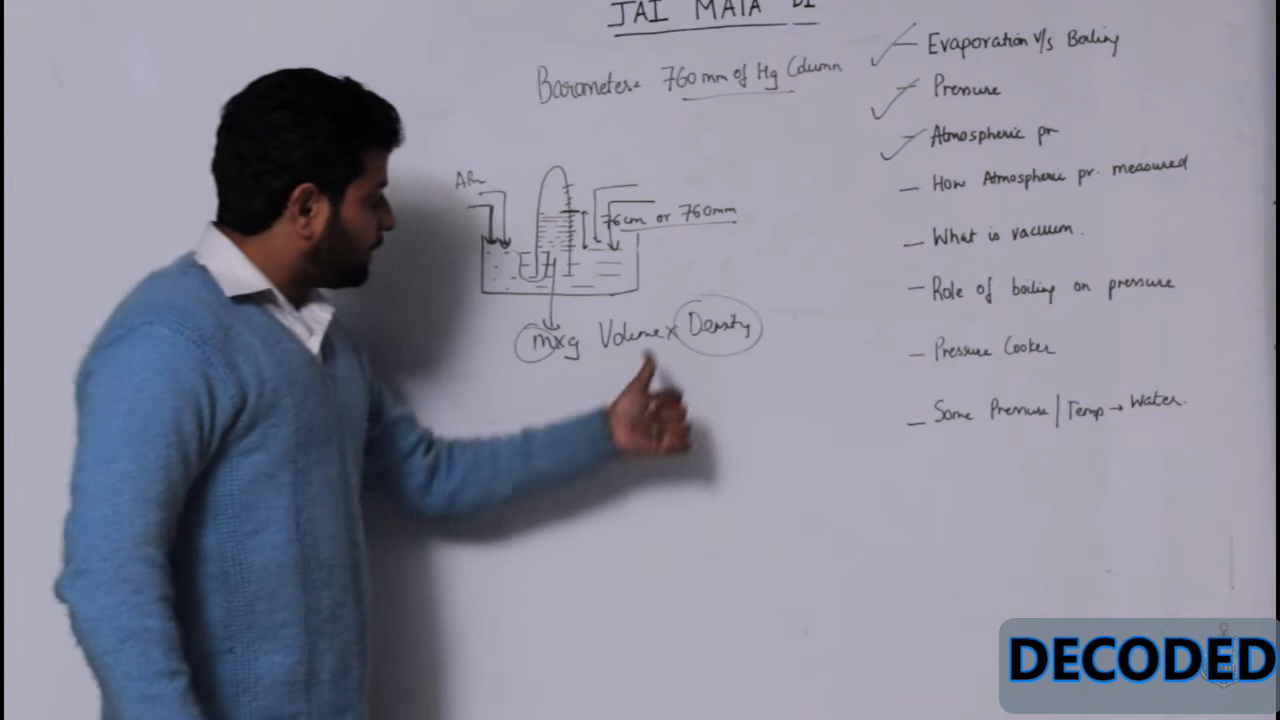 JAI MATA DI
Barometer = 760 mm of Hg Column
76cm or 760mm
mxg Volume x Density
Evaporation v/s Boiling
Pressure
Atmospheric pr
How Atmospheric pr. measured
What is vacuum.
Role of boiling on pressure
Pressure Cooker
Some Pressure | Temp → Water.
DECODED